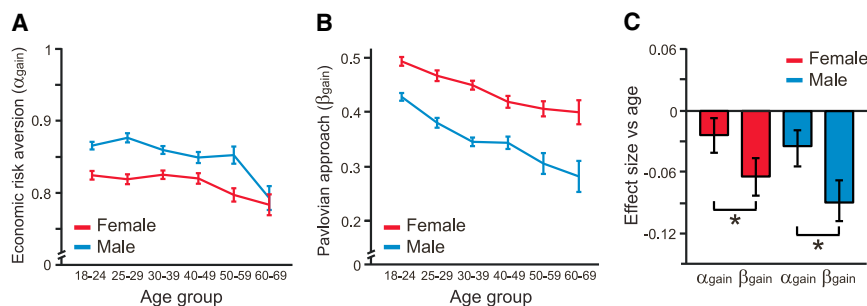 A
Economic risk aversion (αgain)
1
0.9
0.8
0
Female
Male
18-24 25-29 30-39 40-49 50-59 60-69
Age group
B
Pavlovian approach (βgain)
0.5
0.4
0.3
0.2
0
Female
Male
18-24 25-29 30-39 40-49 50-59 60-69
Age group
C
Female
Male
Effect size vs age
0.06
0
-0.06
-0.12
*
*
αgain βgain αgain βgain